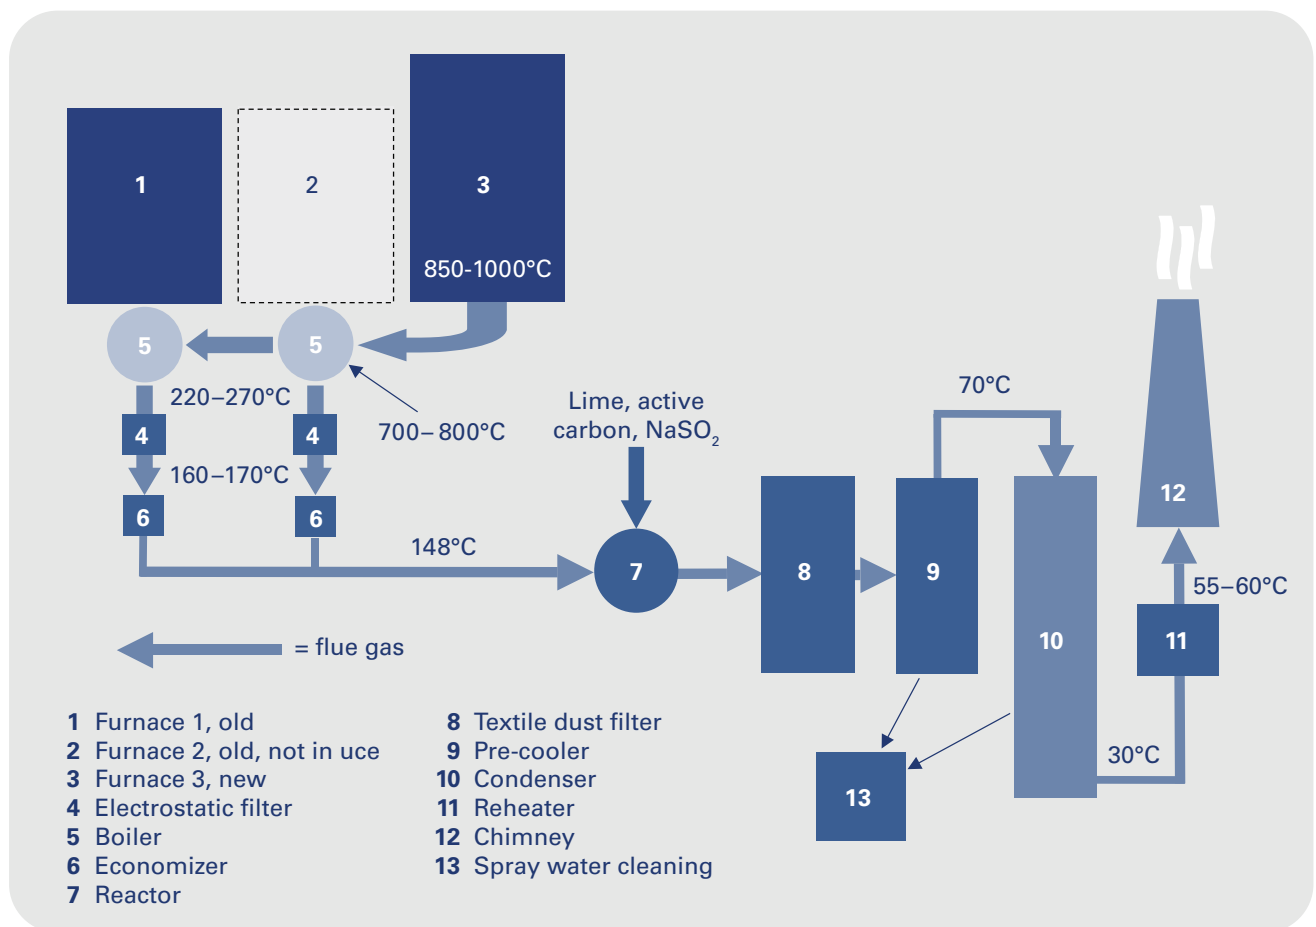 1
2
3
850-1000°C
5
5
220–270°C
700–800°C
4
4
160–170°C
6
6
148°C
Lime, active
carbon, NaSO₂
7
8
9
70°C
10
12
55–60°C
11
30°C
13
= flue gas
1 Furnace 1, old
2 Furnace 2, old, not in uce
3 Furnace 3, new
4 Electrostatic filter
5 Boiler
6 Economizer
7 Reactor
8 Textile dust filter
9 Pre-cooler
10 Condenser
11 Reheater
12 Chimney
13 Spray water cleaning